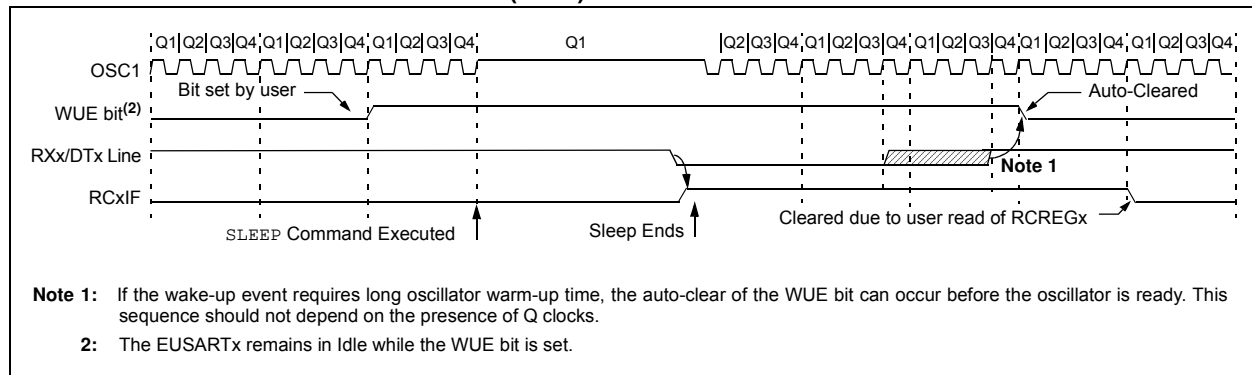 Q1 Q2 Q3 Q4 Q1 Q2 Q3 Q4 Q1 Q2 Q3 Q4 Q1 Q2 Q3 Q4 Q1 Q2 Q3 Q4 Q1 Q2 Q3 Q4 Q1 Q2 Q3 Q4 Q1 Q2 Q3 Q4
OSC1
Bit set by user
Auto-Cleared
WUE bit(2)
RXx/DTx Line
Note 1
RCxIF
Cleared due to user read of RCREGx
SLEEP Command Executed
Sleep Ends
Note 1: If the wake-up event requires long oscillator warm-up time, the auto-clear of the WUE bit can occur before the oscillator is ready. This
sequence should not depend on the presence of Q clocks.
2: The EUSARTx remains in Idle while the WUE bit is set.